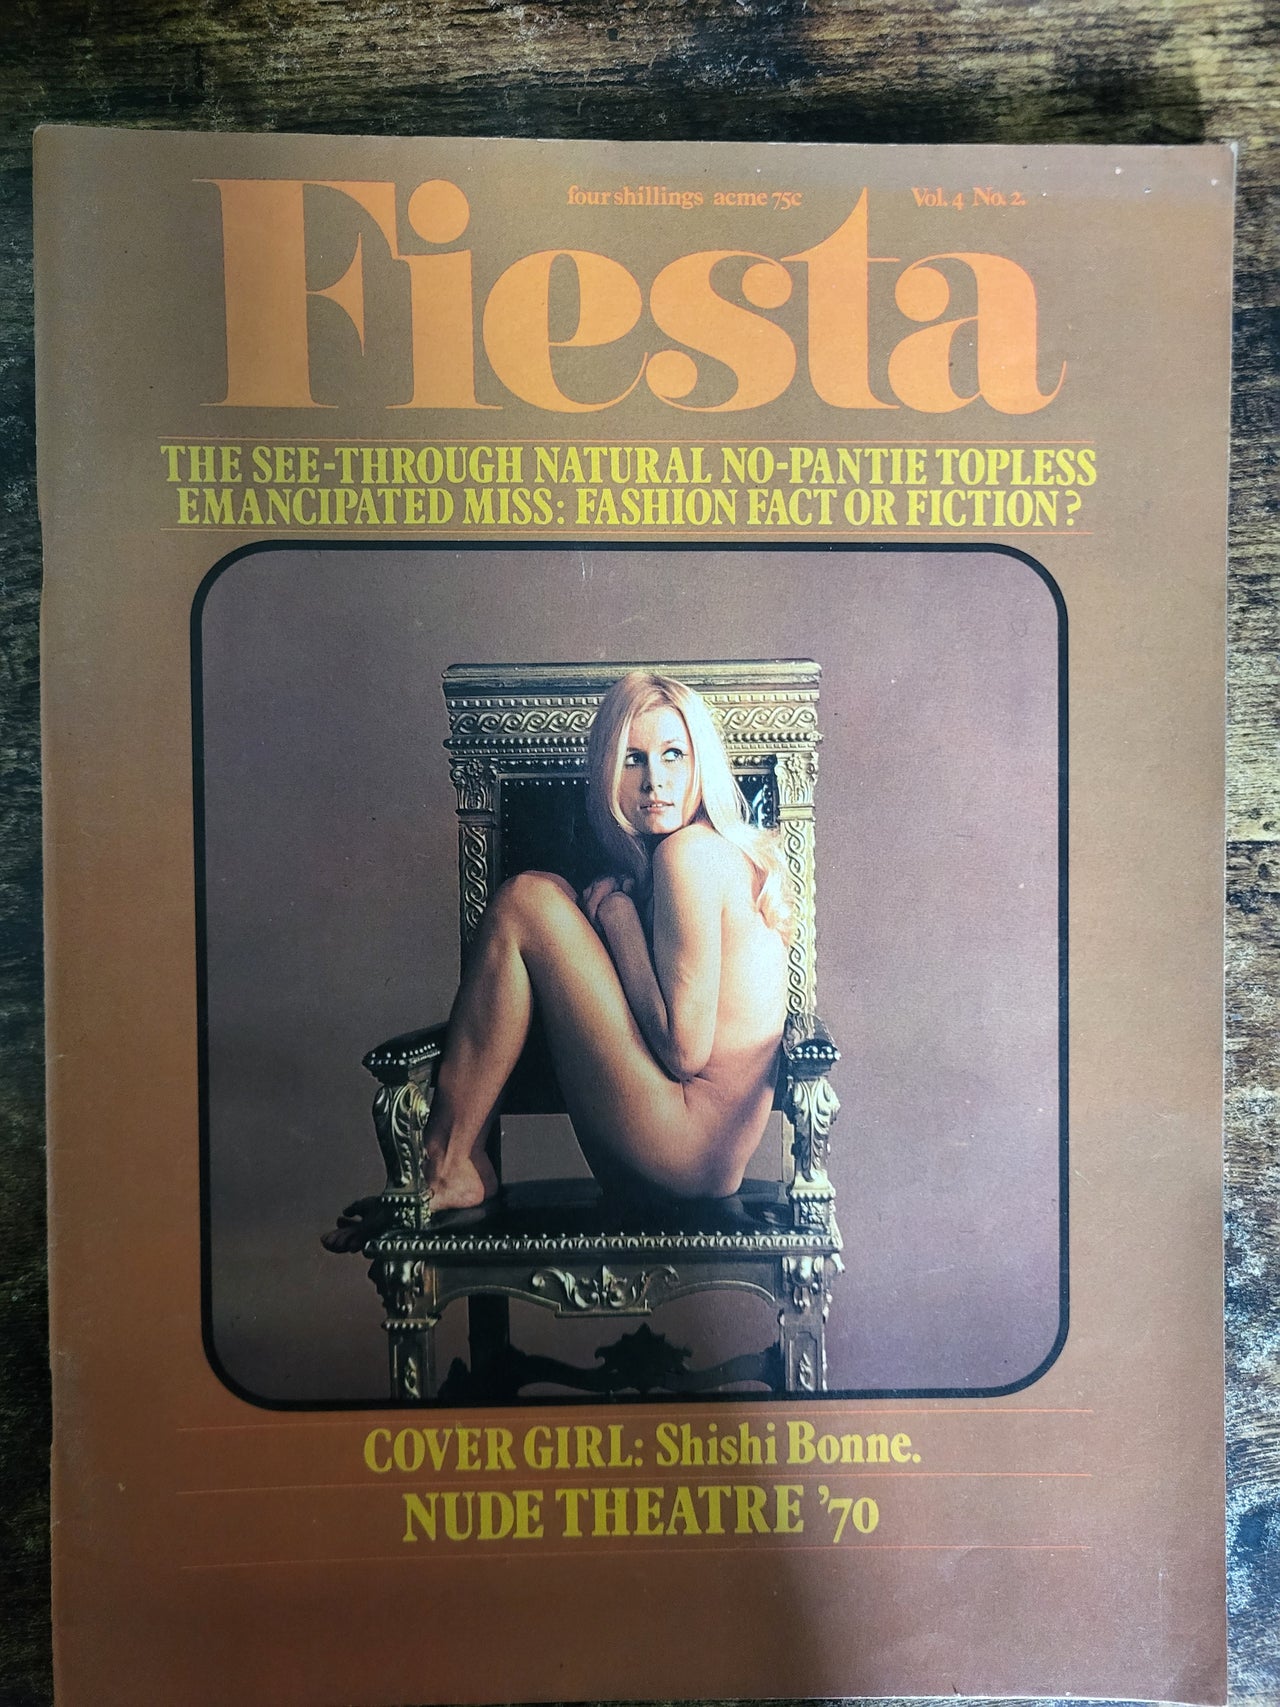 four shillings acme 75c Vol. 4 No. 2.
Fiesta
THE SEE-THROUGH NATURAL NO-PANTIE TOPLESS
EMANCIPATED MISS: FASHION FACT OR FICTION?
COVER GIRL: Shishi Bonne.
NUDE THEATRE '70